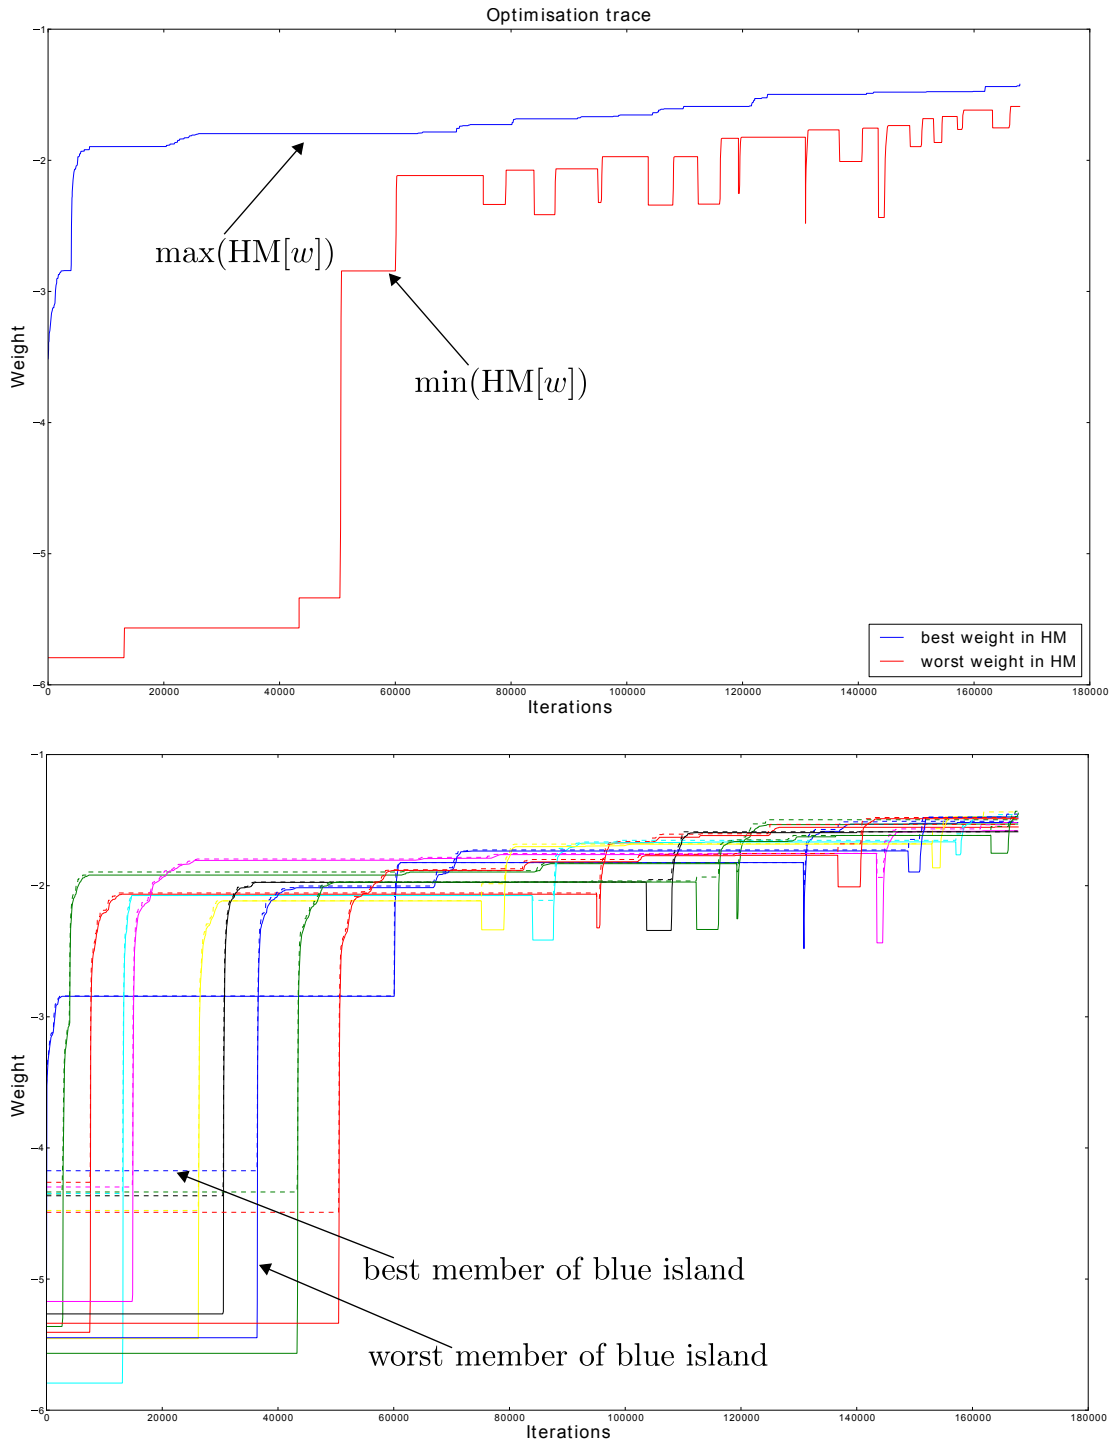 Optimisation trace
−1
−2
−3
−4
−5
−6
Weight
max(HM[w])
min(HM[w])
best weight in HM
worst weight in HM
0 20000 40000 60000 80000 100000 120000 140000 160000 180000
Iterations
−1
−2
−3
−4
−5
−6
Weight
best member of blue island
worst member of blue island
0 20000 40000 60000 80000 100000 120000 140000 160000 180000
Iterations